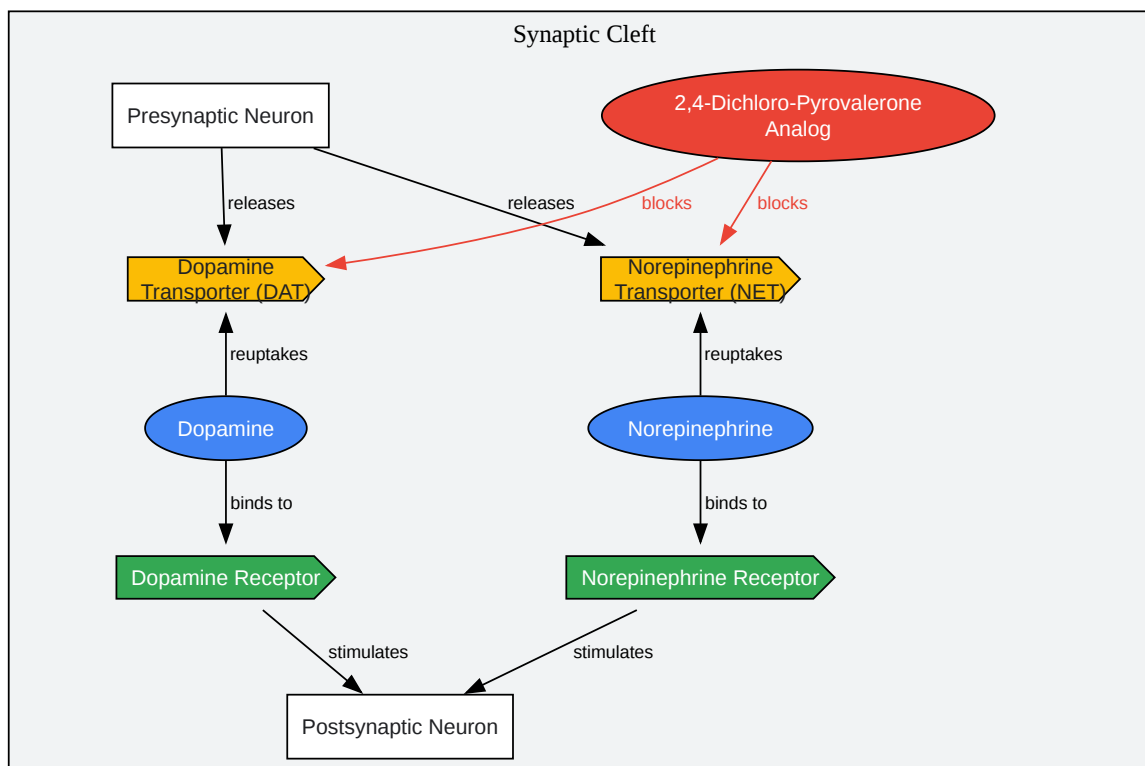 Synaptic Cleft
Presynaptic Neuron
2,4-Dichloro-Pyrovalerone
Analog
releases
releases
blocks
blocks
Dopamine
Transporter (DAT)
Norepinephrine
Transporter (NET)
reuptakes
reuptakes
Dopamine
Norepinephrine
binds to
binds to
Dopamine Receptor
Norepinephrine Receptor
stimulates
stimulates
Postsynaptic Neuron